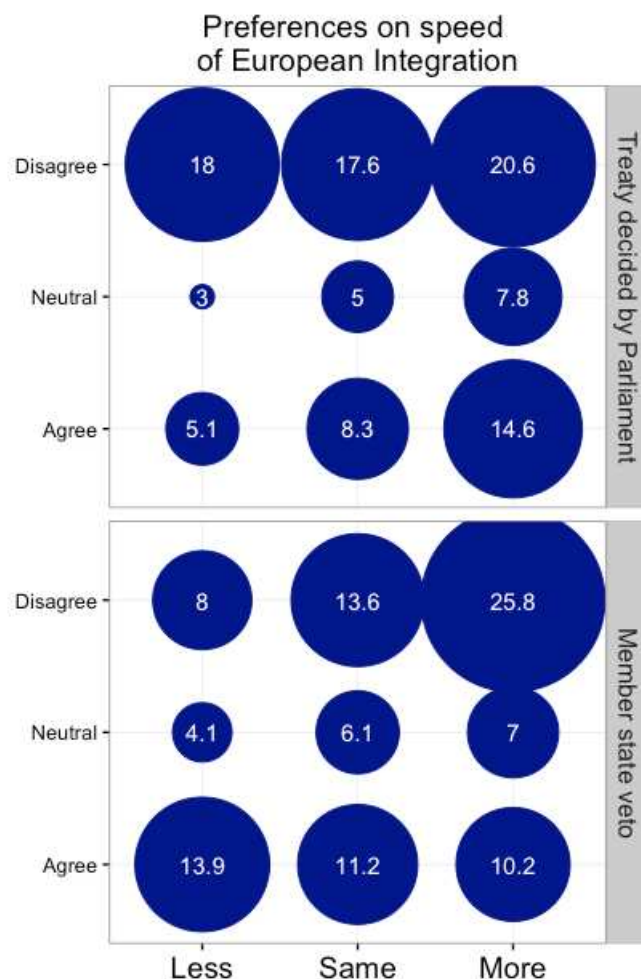 Preferences on speed
of European Integration
Disagree 18 17.6 20.6
Neutral 3 5 7.8
Agree 5.1 8.3 14.6
Treaty decided by Parliament
Disagree 8 13.6 25.8
Neutral 4.1 6.1 7
Agree 13.9 11.2 10.2
Member state veto
Less Same More